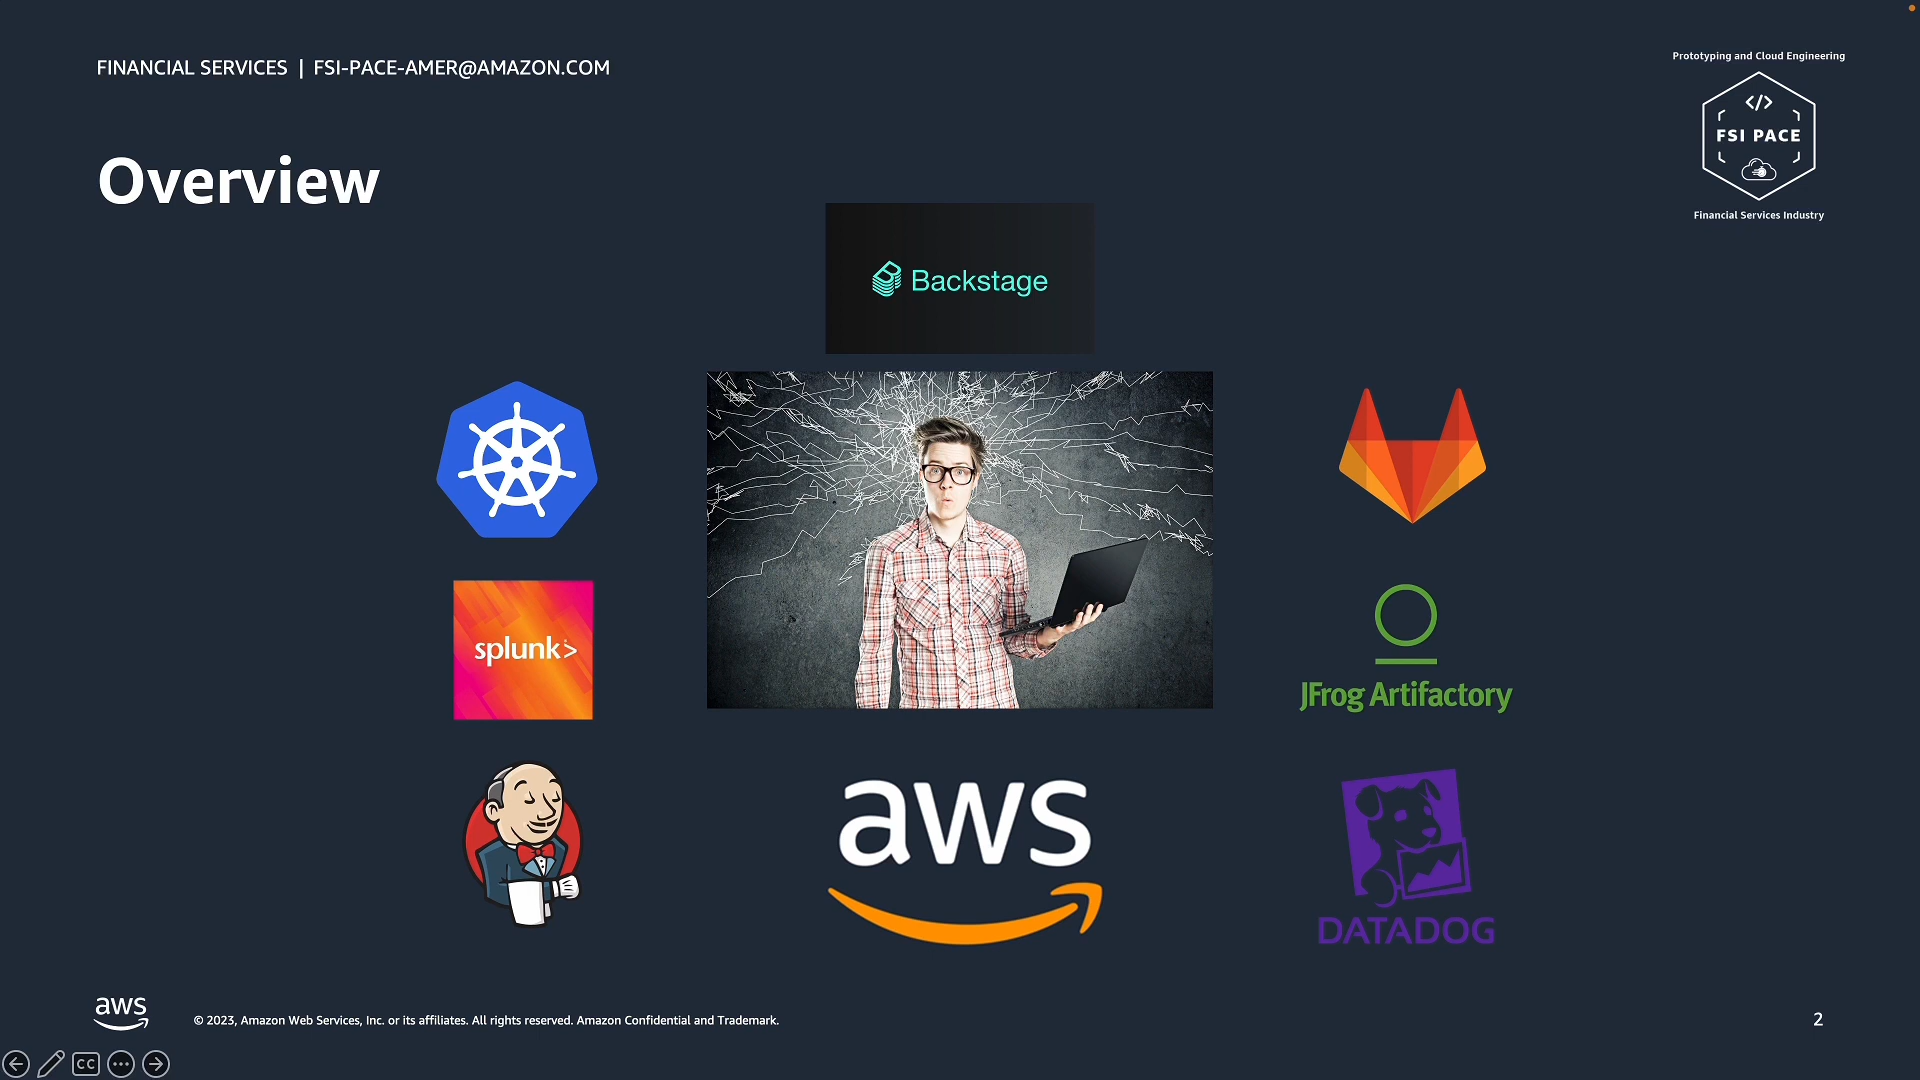 FINANCIAL SERVICES | FSI-PACE-AMER@AMAZON.COM
Prototyping and Cloud Engineering
</>
FSI PACE
Financial Services Industry
Overview
Backstage
splunk>
JFrog Artifactory
aws
DATADOG
aws
© 2023, Amazon Web Services, Inc. or its affiliates. All rights reserved. Amazon Confidential and Trademark.
2
CC